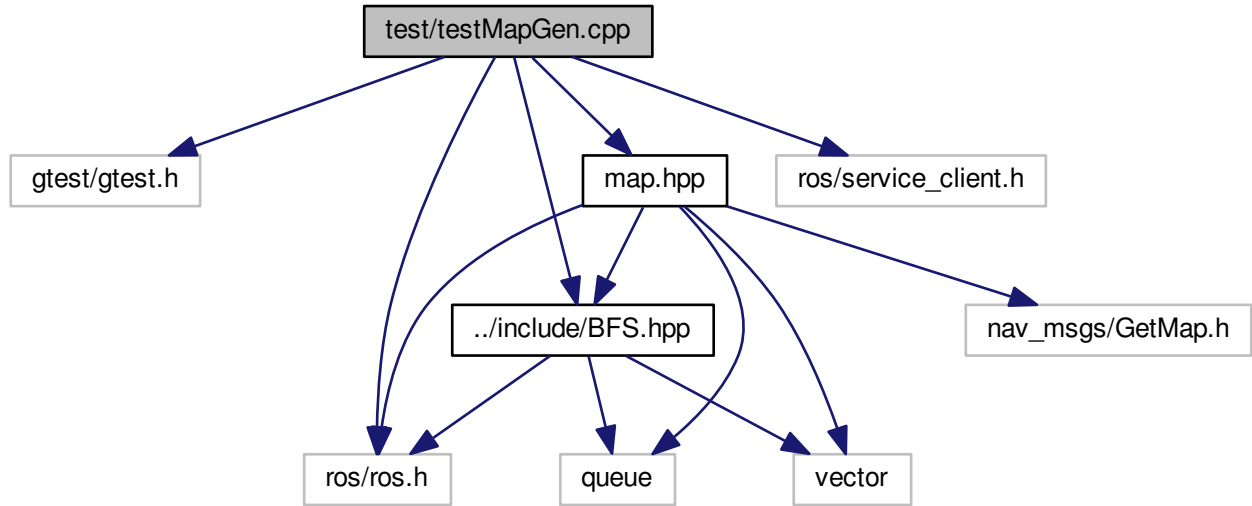 test/testMapGen.cpp
gtest/gtest.h
map.hpp
ros/service_client.h
../include/BFS.hpp
nav_msgs/GetMap.h
ros/ros.h
queue
vector